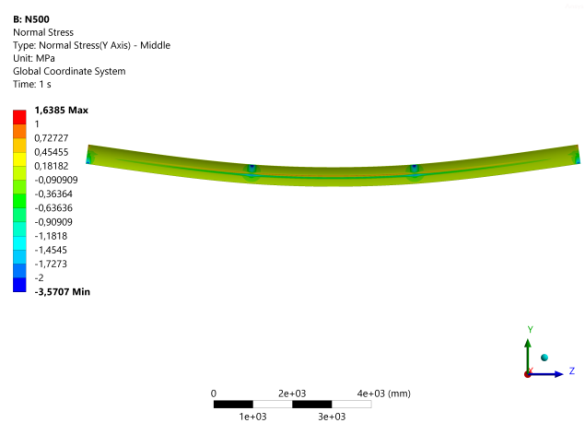 B: N500
Normal Stress
Type: Normal Stress(Y Axis) - Middle
Unit: MPa
Global Coordinate System
Time: 1 s
1,6385 Max
1
0,72727
0,45455
0,18182
-0,090909
-0,36364
-0,63636
-0,90909
-1,1818
-1,4545
-1,7273
-2
-3,5707 Min
Y
Z
0 2e+03 4e+03 (mm)
1e+03 3e+03